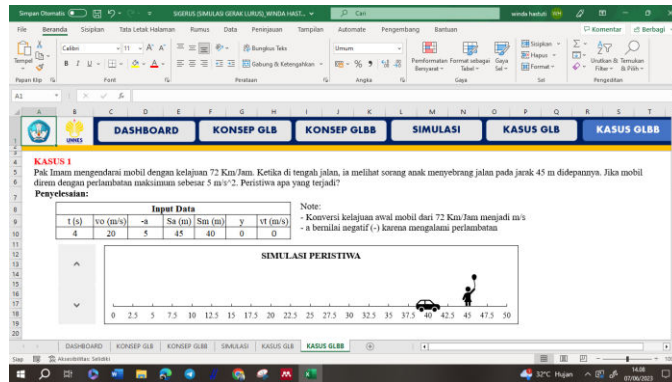 Simpan Otomatis
SIGERUS (SIMULASI GERAK LURUS)_WINDA HAST...
Cari
winda hastuti
WH
File Beranda Sisipkan Tata Letak Halaman Rumus Data Peninjauan Tampilan Automate Pengembang Bantuan Komentar Berbagi
Tempel
Calibri 11
Bungkus Teks
Umum
Sisipkan
B I U
Gabung & Ketengahkan
Pemformatan Bersyarat
Format sebagai Tabel
Gaya Sel
Hapus
Format
Urutkan & Filter
Temukan & Pilih
Papan Klip Font Perataan Angka Gaya Sel Pengeditan
A1
A B C D E F G H I J K L M N O P Q R S T
UNNES
DASHBOARD KONSEP GLB KONSEP GLBB SIMULASI KASUS GLB KASUS GLBB
KASUS 1
Pak Imam mengendarai mobil dengan kelajuan 72 Km/Jam. Ketika di tengah jalan, ia melihat sorang anak menyebrang jalan pada jarak 45 m didepannya. Jika mobil
direm dengan perlambatan maksimum sebesar 5 m/s^2. Peristiwa apa yang terjadi?
Penyelesaian:
Input Data
t (s) vo (m/s) -a Sa (m) Sm (m) y vt (m/s)
4 20 5 45 40 0 0
Note:
- Konversi kelajuan awal mobil dari 72 Km/Jam menjadi m/s
- a bernilai negatif (-) karena mengalami perlambatan
SIMULASI PERISTIWA
0 2.5 5 7.5 10 12.5 15 17.5 20 22.5 25 27.5 30 32.5 35 37.5 40 42.5 45 47.5 50
DASHBOARD KONSEP GLB KONSEP GLBB SIMULASI KASUS GLB KASUS GLBB
Siap Aksesibilitas: Selidiki
32°C Hujan
14.08
07/06/2023